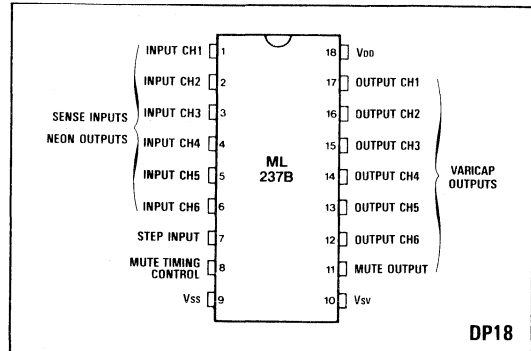 INPUT CH1 1
INPUT CH2 2
INPUT CH3 3
INPUT CH4 4
INPUT CH5 5
INPUT CH6 6
STEP INPUT 7
MUTE TIMING
CONTROL 8
VSS 9
SENSE INPUTS
NEON OUTPUTS
ML
237B
18 VDD
17 OUTPUT CH1
16 OUTPUT CH2
15 OUTPUT CH3
14 OUTPUT CH4
13 OUTPUT CH5
12 OUTPUT CH6
11 MUTE OUTPUT
10 VSV
VARICAP
OUTPUTS
DP18